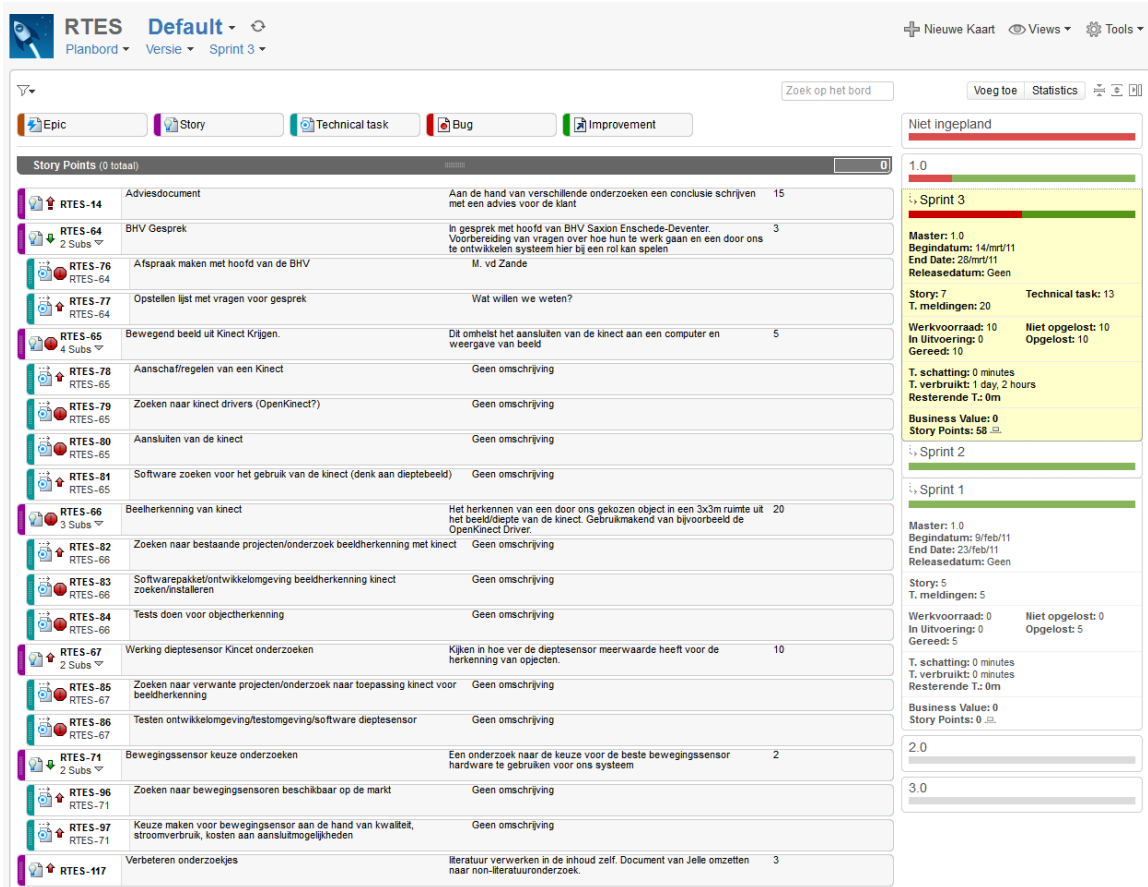 RTES Default
Planbord Versie Sprint 3
Nieuwe Kaart Views Tools
Zoek op het bord
Voeg toe Statistics
Epic Story Technical task Bug Improvement
Story Points (0 totaal) 0
RTES-14 Adviesdocument Aan de hand van verschillende onderzoeken een conclusie schrijven 15
met een advies voor de klant
RTES-64 BHV Gesprek In gesprek met hoofd van BHV Saxion Enschede-Deventer. 3
2 Subs Voorbereiding van vragen over hoe hun te werk gaan en een door ons
te ontwikkelen systeem hier bij een rol kan spelen
RTES-76 Afspraak maken met hoofd van de BHV M. vd Zande
RTES-64
RTES-77 Opstellen lijst met vragen voor gesprek Wat willen we weten?
RTES-64
RTES-65 Bewegend beeld uit Kinect Krijgen. Dit omhelst het aansluiten van de kinect aan een computer en 5
4 Subs weergave van beeld
RTES-78 Aanschaf/regelen van een Kinect Geen omschrijving
RTES-65
RTES-79 Zoeken naar kinect drivers (OpenKinect?) Geen omschrijving
RTES-65
RTES-80 Aansluiten van de kinect Geen omschrijving
RTES-65
RTES-81 Software zoeken voor het gebruik van de kinect (denk aan dieptebeeld) Geen omschrijving
RTES-65
RTES-66 Beelherkenning van kinect Het herkennen van een door ons gekozen object in een 3x3m ruimte uit 20
3 Subs het beeld/diepte van de kinect. Gebruikmakend van bijvoorbeeld de
OpenKinect Driver.
RTES-82 Zoeken naar bestaande projecten/onderzoek beeldherkenning met kinect Geen omschrijving
RTES-66
RTES-83 Softwarepakket/ontwikkelomgeving beeldherkenning kinect Geen omschrijving
RTES-66 zoeken/installeren
RTES-84 Tests doen voor objectherkenning Geen omschrijving
RTES-66
RTES-67 Werking dieptesensor Kincet onderzoeken Kijken in hoe ver de dieptesensor meerwaarde heeft voor de 10
2 Subs herkenning van opjecten.
RTES-85 Zoeken naar verwante projecten/onderzoek naar toepassing kinect voor Geen omschrijving
RTES-67 beeldherkenning
RTES-86 Testen ontwikkelomgeving/testomgeving/software dieptesensor Geen omschrijving
RTES-67
RTES-71 Bewegingssensor keuze onderzoeken Een onderzoek naar de keuze voor de beste bewegingssensor 2
2 Subs hardware te gebruiken voor ons systeem
RTES-96 Zoeken naar bewegingsensoren beschikbaar op de markt Geen omschrijving
RTES-71
RTES-97 Keuze maken voor bewegingsensor aan de hand van kwaliteit, Geen omschrijving
RTES-71 stroomverbruik, kosten aan aansluitmogelijkheden
RTES-117 Verbeteren onderzoekjes literatuur verwerken in de inhoud zelf. Document van Jelle omzetten 3
naar non-literatuuronderzoek.
Niet ingepland
1.0
Sprint 3
Master: 1.0
Begindatum: 14/mrt/11
End Date: 28/mrt/11
Releasedatum: Geen
Story: 7 Technical task: 13
T. meldingen: 20
Werkvoorraad: 10 Niet opgelost: 10
In Uitvoering: 0 Opgelost: 10
Gereed: 10
T. schatting: 0 minutes
T. verbruikt: 1 day, 2 hours
Resterende T.: 0m
Business Value: 0
Story Points: 58
Sprint 2
Sprint 1
Master: 1.0
Begindatum: 9/feb/11
End Date: 23/feb/11
Releasedatum: Geen
Story: 5
T. meldingen: 5
Werkvoorraad: 0 Niet opgelost: 0
In Uitvoering: 0 Opgelost: 5
Gereed: 5
T. schatting: 0 minutes
T. verbruikt: 0 minutes
Resterende T.: 0m
Business Value: 0
Story Points: 0
2.0
3.0